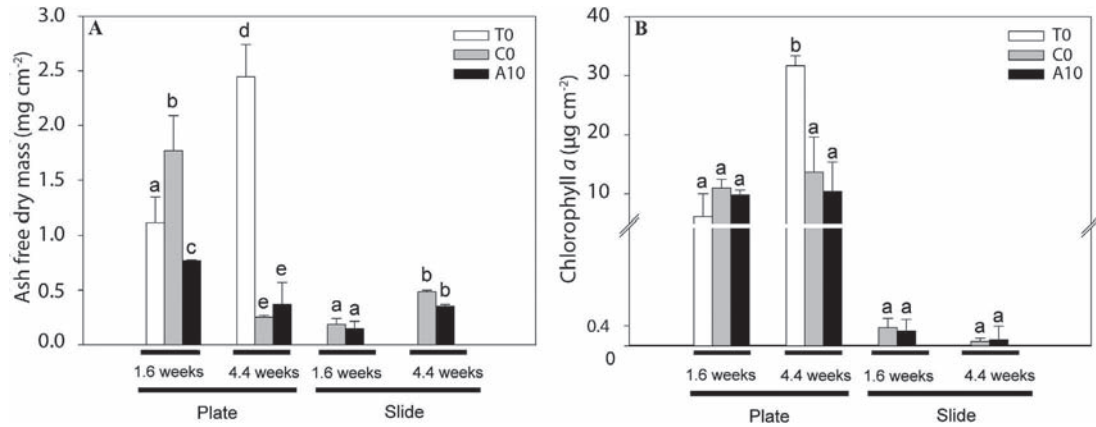 A
T0
C0
A10
Ash free dry mass (mg cm-2)
3.0
2.5
2.0
1.5
1.0
0.5
0.0
a
b
c
d
e
e
a
a
b
b
1.6 weeks
4.4 weeks
1.6 weeks
4.4 weeks
Plate
Slide
B
T0
C0
A10
Chlorophyll a (µg cm-2)
40
30
20
10
0.4
0
a
a
a
b
a
a
a
a
a
a
1.6 weeks
4.4 weeks
1.6 weeks
4.4 weeks
Plate
Slide